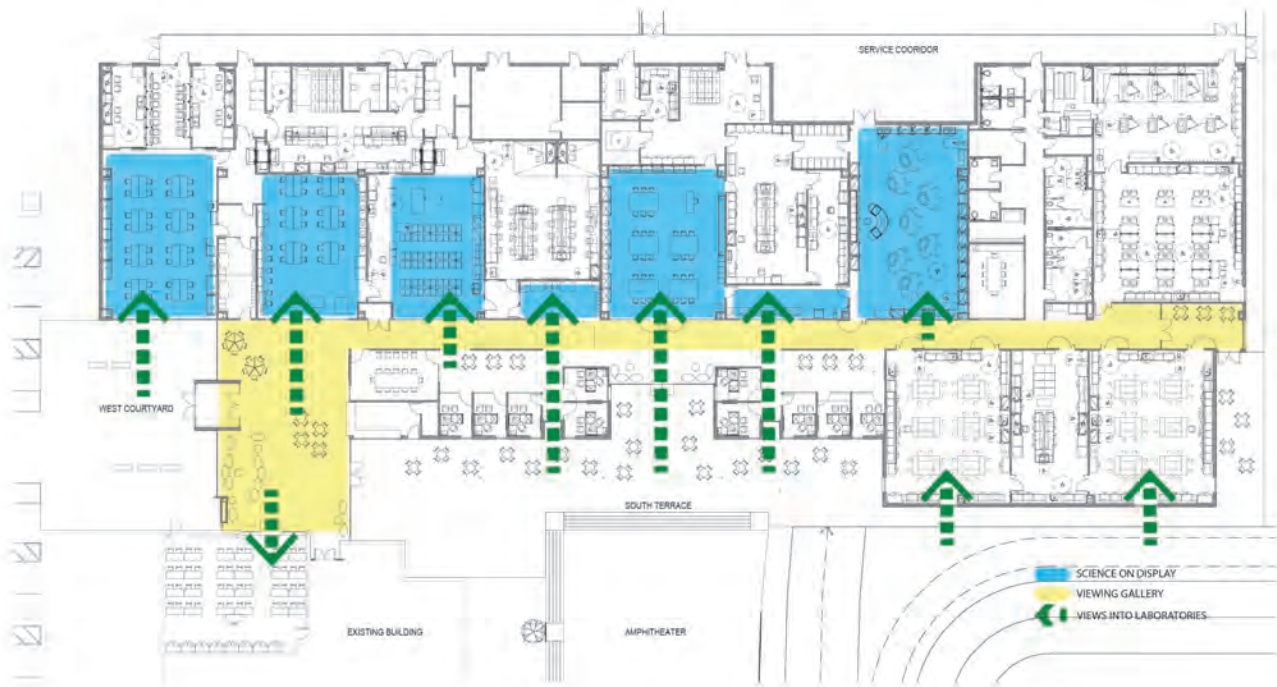 SERVICE COORIDOR
WEST COURTYARD
SOUTH TERRACE
SCIENCE ON DISPLAY
VIEWING GALLERY
VIEWS INTO LABORATORIES
EXISTING BUILDING
AMPHITHEATER